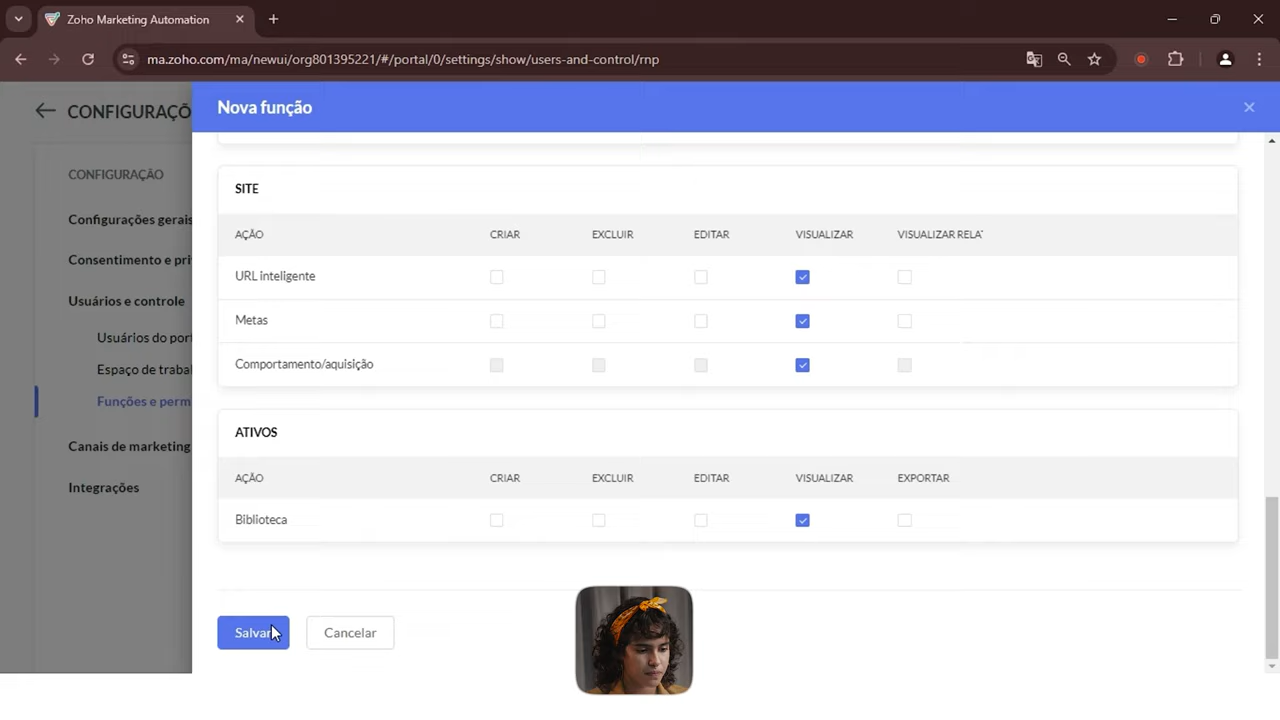 Zoho Marketing Automation
ma.zoho.com/ma/newui/org801395221/#/portal/0/settings/show/users-and-control/rnp
CONFIGURAÇÕ
Nova função
CONFIGURAÇÃO
Configurações gerais
Consentimento e pri
Usuários e controle
Usuários do port
Espaço de trabal
Funções e perm
Canais de marketing
Integrações
SITE
AÇÃO CRIAR EXCLUIR EDITAR VISUALIZAR VISUALIZAR RELAT
URL inteligente
Metas
Comportamento/aquisição
ATIVOS
AÇÃO CRIAR EXCLUIR EDITAR VISUALIZAR EXPORTAR
Biblioteca
Salvar Cancelar